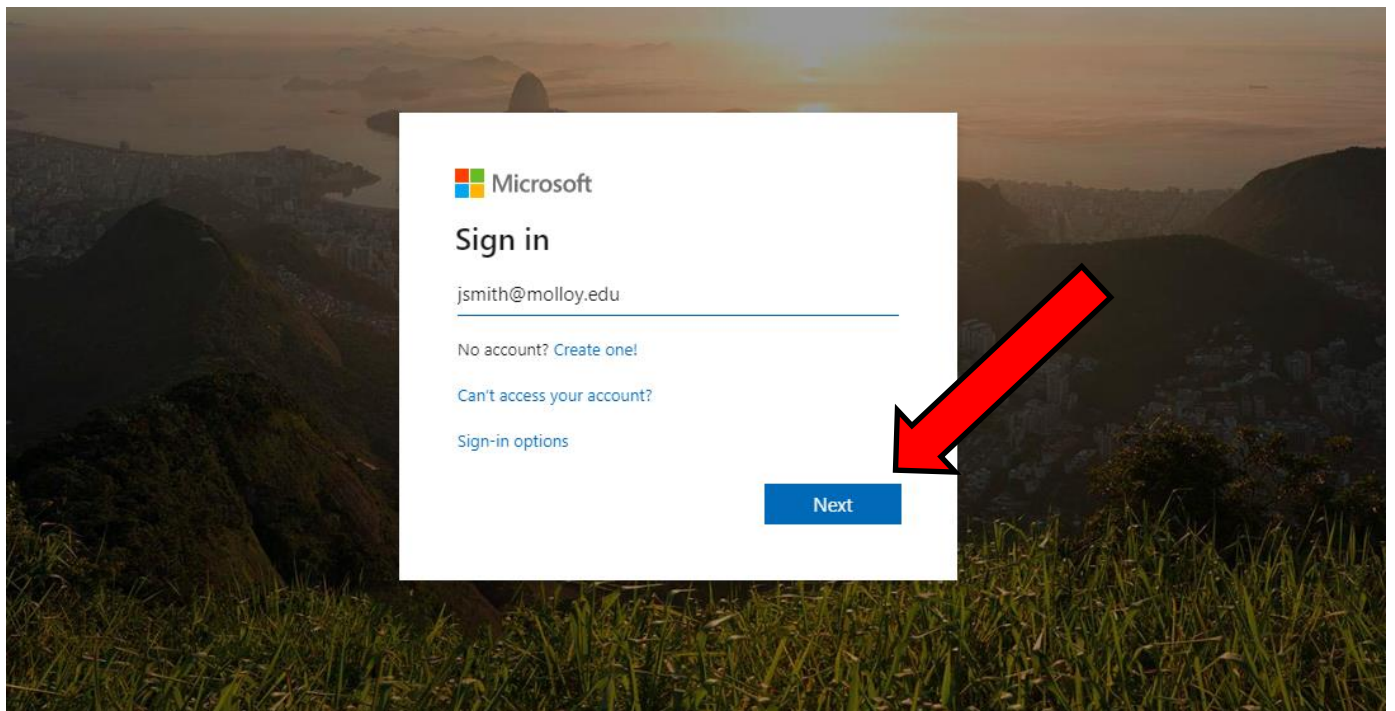 Microsoft
Sign in
jsmith@molloy.edu
No account? Create one!
Can't access your account?
Sign-in options
Next